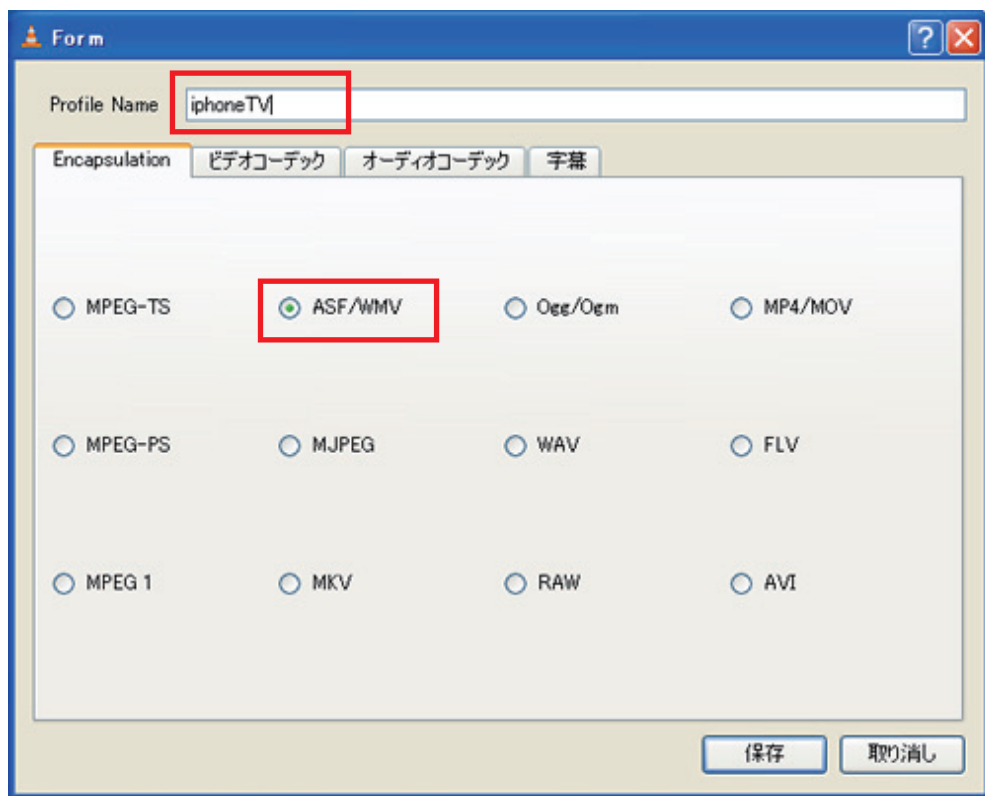 Form
Profile Name iphoneTV
Encapsulation ビデオコーデック オーディオコーデック 字幕
MPEG-TS ASF/WMV Ogg/Ogm MP4/MOV
MPEG-PS MJPEG WAV FLV
MPEG 1 MKV RAW AVI
保存 取り消し